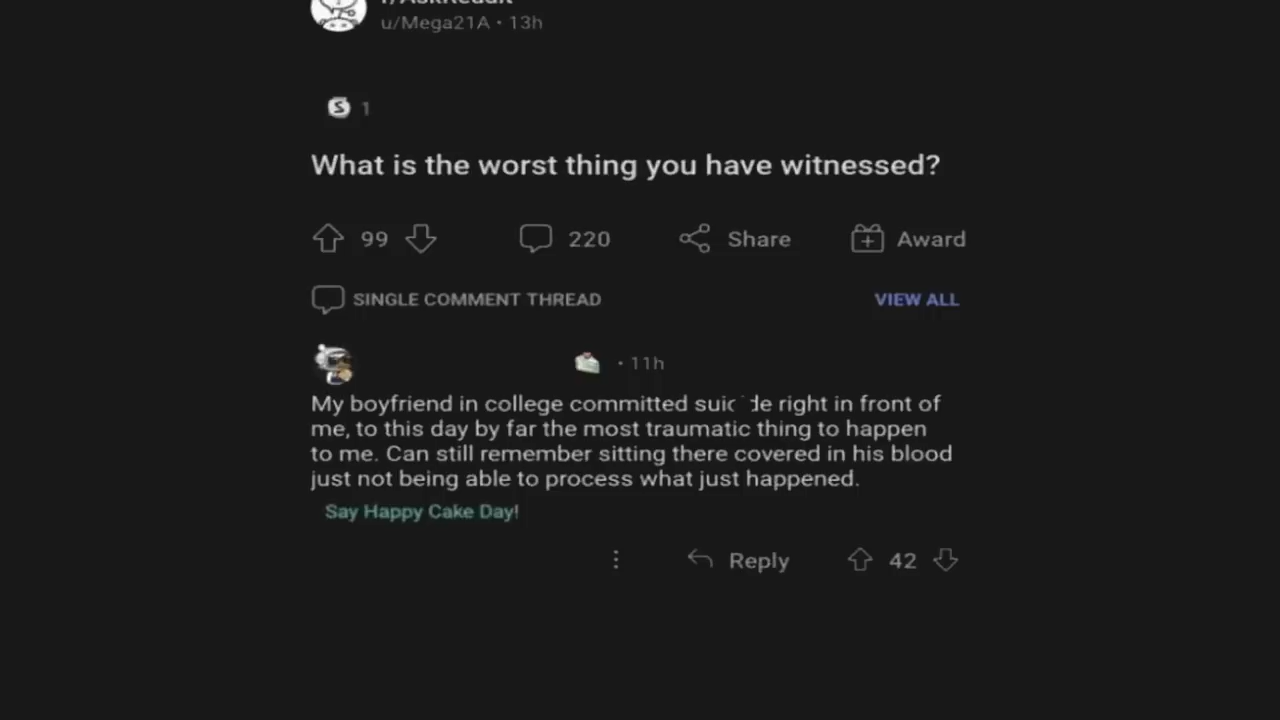 u/Mega21A • 13h
1
What is the worst thing you have witnessed?
99 220 Share Award
SINGLE COMMENT THREAD VIEW ALL
• 11h
My boyfriend in college committed suic de right in front of
me, to this day by far the most traumatic thing to happen
to me. Can still remember sitting there covered in his blood
just not being able to process what just happened.
Say Happy Cake Day!
Reply 42